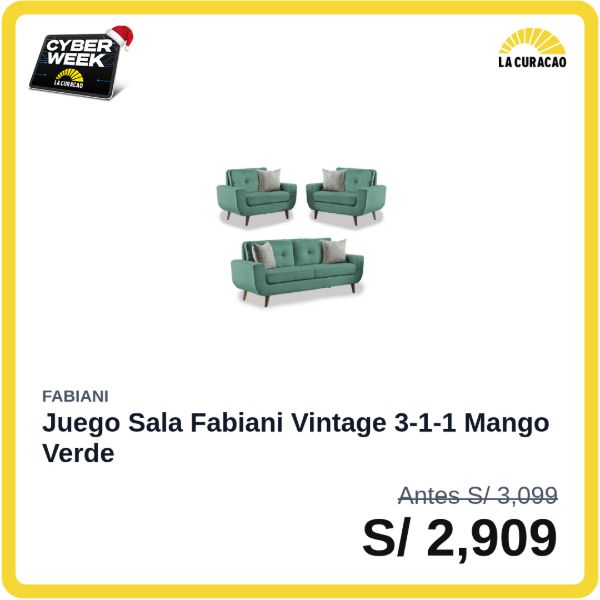 CYBER
WEEK
LA CURACAO
LA CURACAO
FABIANI
Juego Sala Fabiani Vintage 3-1-1 Mango
Verde
Antes S/ 3,099
S/ 2,909